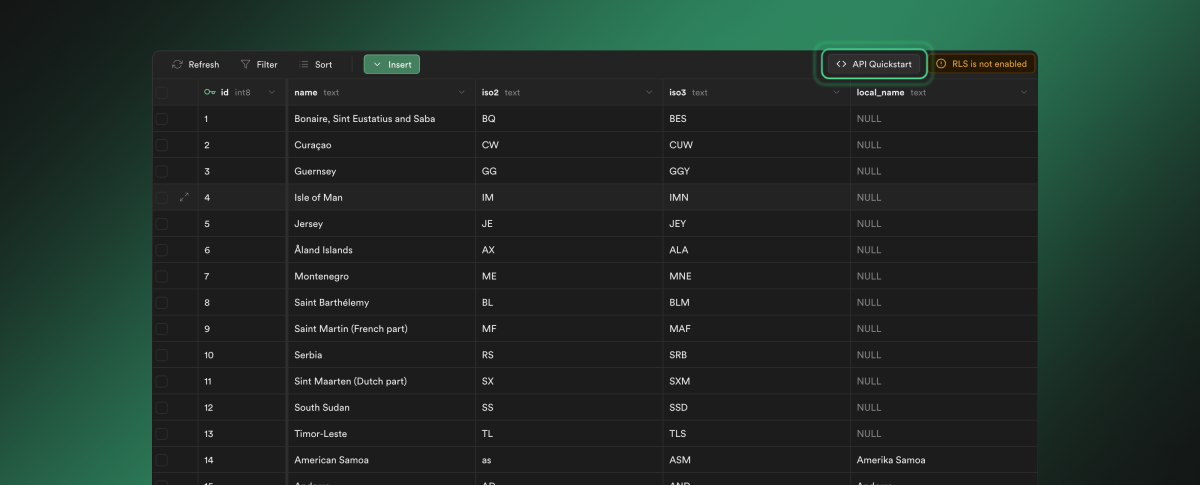 Refresh Filter Sort Insert API Quickstart RLS is not enabled
id int8 name text iso2 text iso3 text local_name text
1 Bonaire, Sint Eustatius and Saba BQ BES NULL
2 Curaçao CW CUW NULL
3 Guernsey GG GGY NULL
4 Isle of Man IM IMN NULL
5 Jersey JE JEY NULL
6 Åland Islands AX ALA NULL
7 Montenegro ME MNE NULL
8 Saint Barthélemy BL BLM NULL
9 Saint Martin (French part) MF MAF NULL
10 Serbia RS SRB NULL
11 Sint Maarten (Dutch part) SX SXM NULL
12 South Sudan SS SSD NULL
13 Timor-Leste TL TLS NULL
14 American Samoa as ASM Amerika Samoa